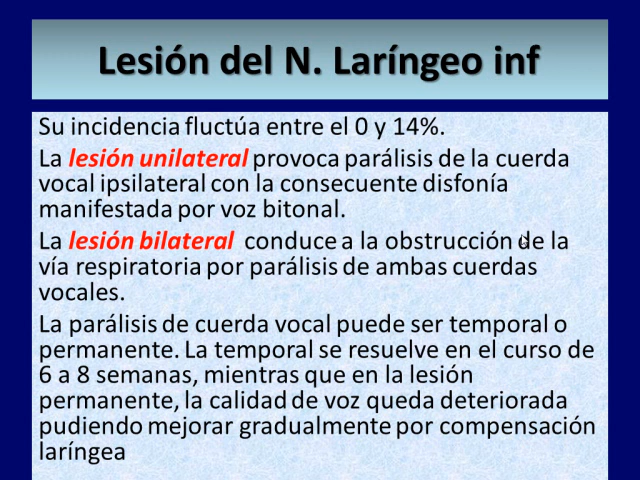 Lesión del N. Laríngeo inf
Su incidencia fluctúa entre el 0 y 14%.
La lesión unilateral provoca parálisis de la cuerda
vocal ipsilateral con la consecuente disfonía
manifestada por voz bitonal.
La lesión bilateral conduce a la obstrucción de la
vía respiratoria por parálisis de ambas cuerdas
vocales.
La parálisis de cuerda vocal puede ser temporal o
permanente. La temporal se resuelve en el curso de
6 a 8 semanas, mientras que en la lesión
permanente, la calidad de voz queda deteriorada
pudiendo mejorar gradualmente por compensación
laríngea